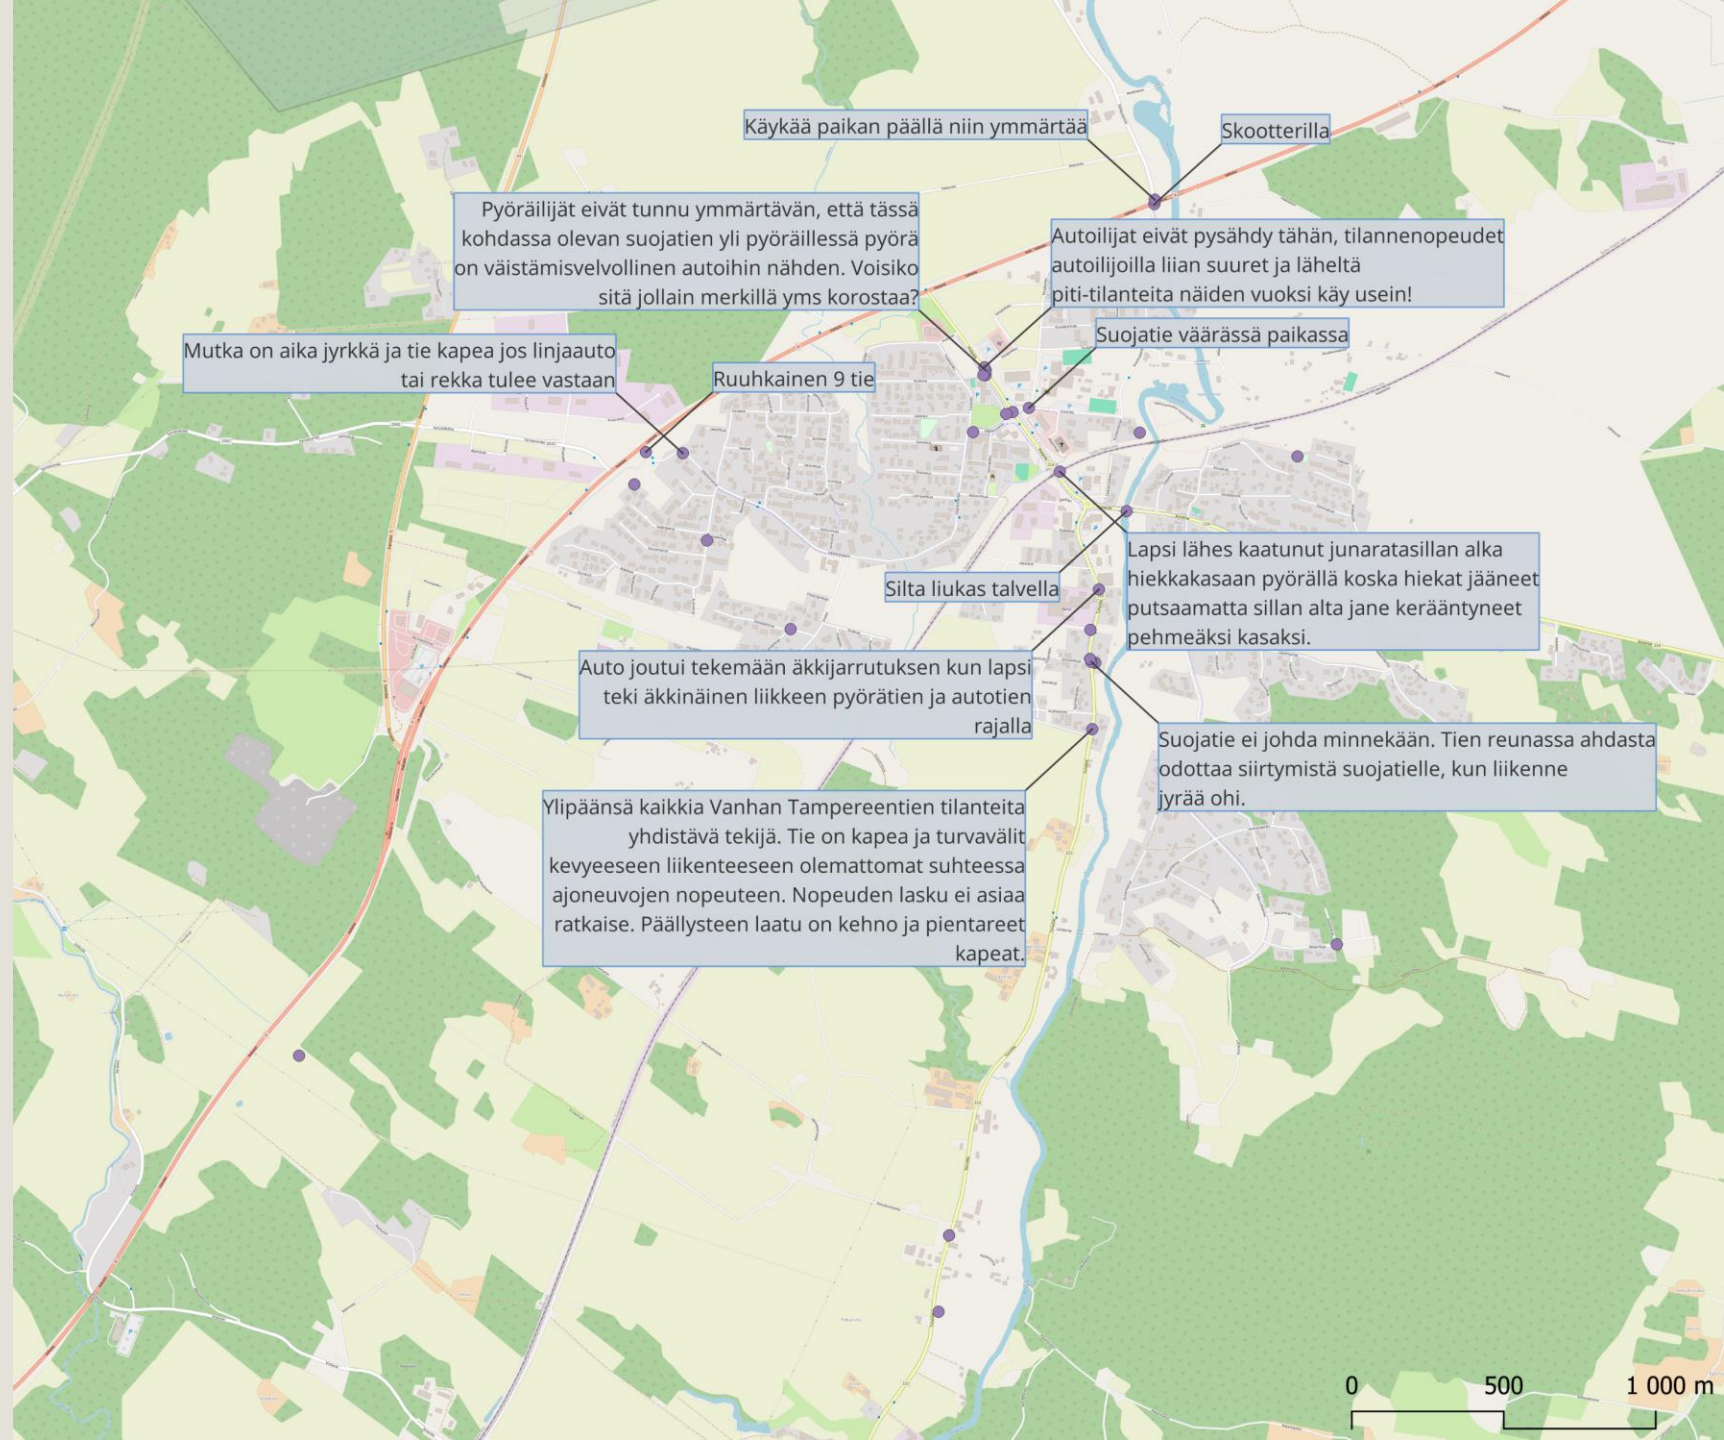 Käykää paikan päällä niin ymmärtää
Skootterilla
Pyöräilijät eivät tunnu ymmärtävän, että tässä
kohdassa olevan suojatien yli pyöräillessä pyörä
on väistämisvelvollinen autoihin nähden. Voisiko
sitä jollain merkillä yms korostaa?
Autoilijat eivät pysähdy tähän, tilannenopeudet
autoilijoilla liian suuret ja läheltä
piti-tilanteita näiden vuoksi käy usein!
Suojatie väärässä paikassa
Mutka on aika jyrkkä ja tie kapea jos linjaauto
tai rekka tulee vastaan
Ruuhkainen 9 tie
Lapsi lähes kaatunut junaratasillan alka
hiekkakasaan pyörällä koska hiekat jääneet
putsaamatta sillan alta jane kerääntyneet
pehmeäksi kasaksi.
Silta liukas talvella
Auto joutui tekemään äkkijarrutuksen kun lapsi
teki äkkinäinen liikkeen pyörätien ja autotien
rajalla
Suojatie ei johda minnekään. Tien reunassa ahdasta
odottaa siirtymistä suojatielle, kun liikenne
jyrää ohi.
Ylipäänsä kaikkia Vanhan Tampereentien tilanteita
yhdistävä tekijä. Tie on kapea ja turvavälit
kevyeeseen liikenteeseen olemattomat suhteessa
ajoneuvojen nopeuteen. Nopeuden lasku ei asiaa
ratkaise. Päällysteen laatu on kehno ja pientareet
kapeat.
0 500 1 000 m